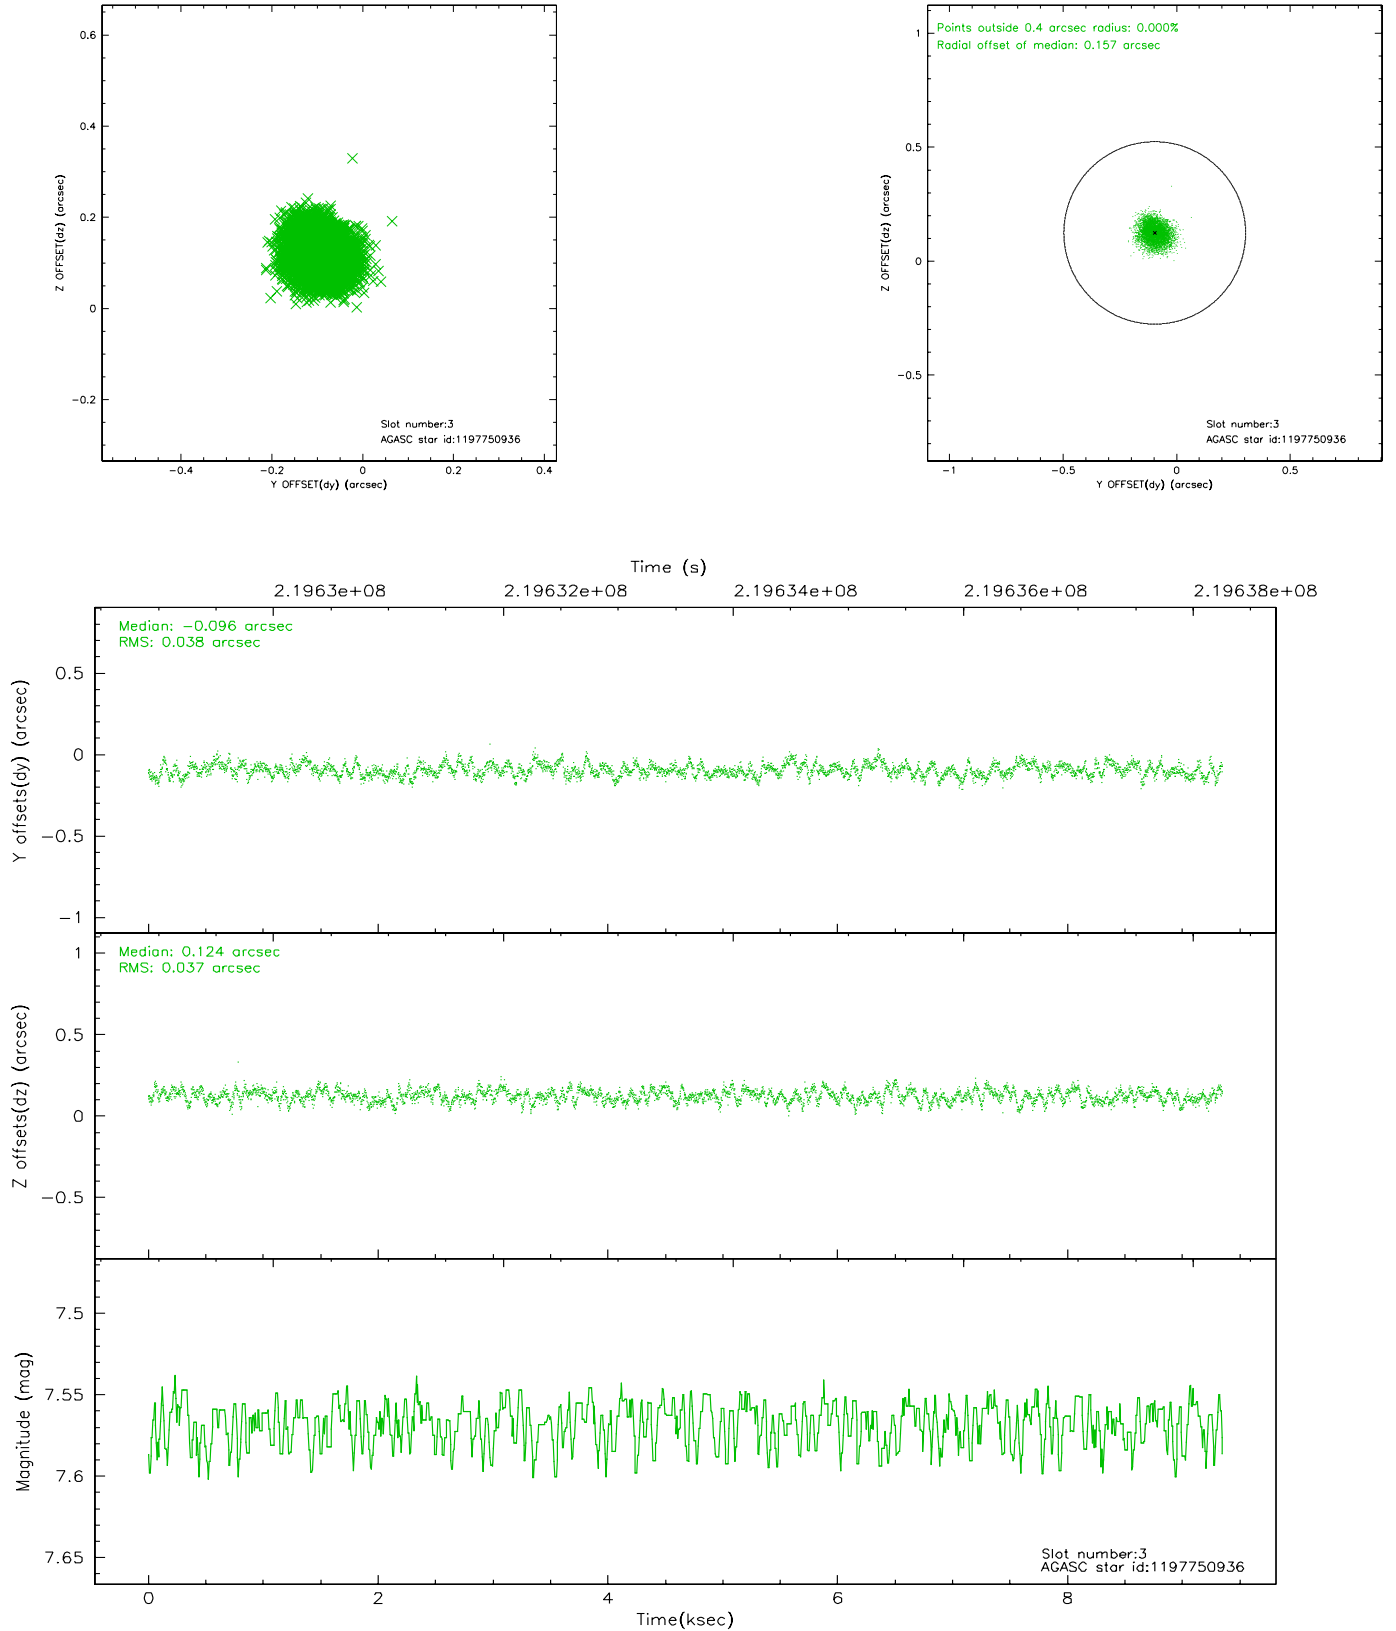 0.6
0.4
0.2
0
−0.2
Z OFFSET(dz) (arcsec)
Slot number:3
AGASC star id:1197750936
−0.4 −0.2 0 0.2 0.4
Y OFFSET(dy) (arcsec)
Points outside 0.4 arcsec radius: 0.000%
Radial offset of median: 0.157 arcsec
1
0.5
0
−0.5
Z OFFSET(dz) (arcsec)
Slot number:3
AGASC star id:1197750936
−1 −0.5 0 0.5
Y OFFSET(dy) (arcsec)
Time (s)
2.1963e+08 2.19632e+08 2.19634e+08 2.19636e+08 2.19638e+08
Median: −0.096 arcsec
RMS: 0.038 arcsec
0.5
0
−0.5
−1
Y offsets(dy) (arcsec)
Median: 0.124 arcsec
RMS: 0.037 arcsec
1
0.5
0
−0.5
Z offsets(dz) (arcsec)
7.5
7.55
7.6
7.65
Magnitude (mag)
Slot number:3
AGASC star id:1197750936
0 2 4 6 8
Time(ksec)